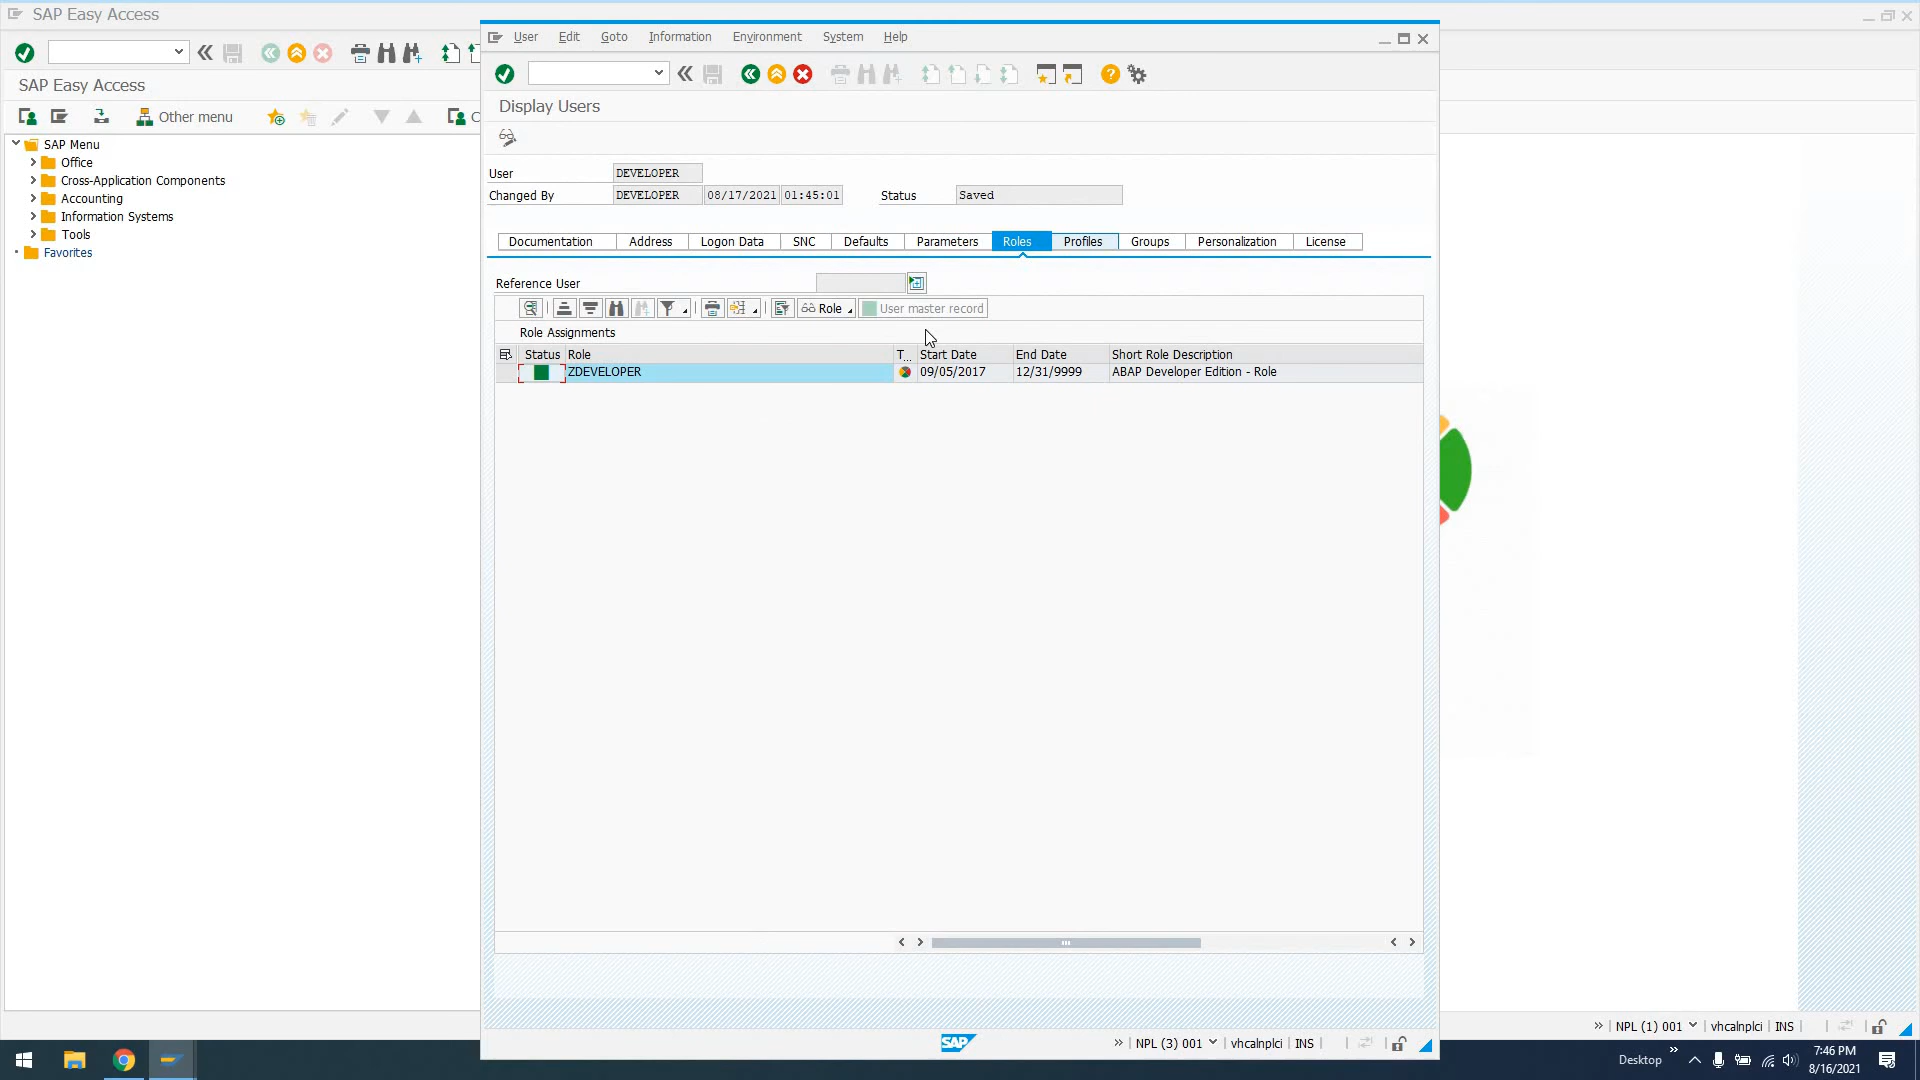 SAP Easy Access
User Edit Goto Information Environment System Help
SAP Easy Access
Display Users
Other menu
SAP Menu
Office
Cross-Application Components
Accounting
Information Systems
Tools
Favorites
User DEVELOPER
Changed By DEVELOPER 08/17/2021 01:45:01 Status Saved
Documentation Address Logon Data SNC Defaults Parameters Roles Profiles Groups Personalization License
Reference User
Role User master record
Role Assignments
Status Role T... Start Date End Date Short Role Description
ZDEVELOPER 09/05/2017 12/31/9999 ABAP Developer Edition - Role
» NPL (1) 001 vhcalnplci INS
SAP » NPL (3) 001 vhcalnplci INS
Desktop » 7:46 PM
8/16/2021